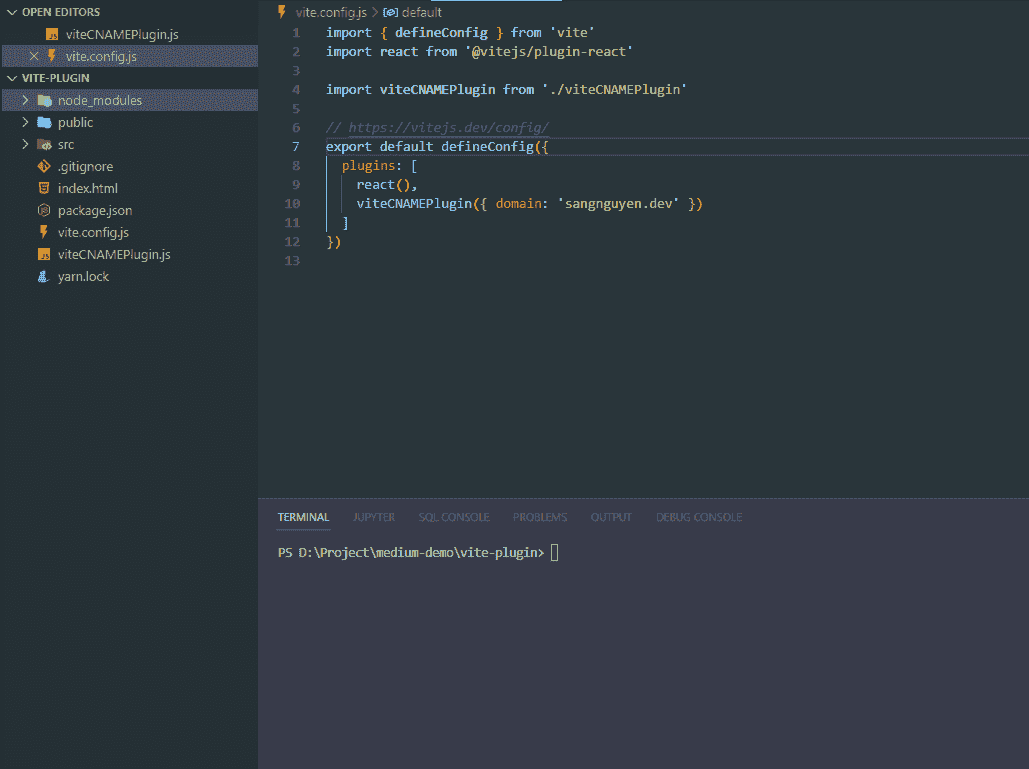 OPEN EDITORS
viteCNAMEPlugin.js
vite.config.js
VITE-PLUGIN
node_modules
public
src
.gitignore
index.html
package.json
vite.config.js
viteCNAMEPlugin.js
yarn.lock
vite.config.js > default
1 import { defineConfig } from 'vite'
2 import react from '@vitejs/plugin-react'
3
4 import viteCNAMEPlugin from './viteCNAMEPlugin'
5
6 // https://vitejs.dev/config/
7 export default defineConfig({
8   plugins: [
9     react(),
10     viteCNAMEPlugin({ domain: 'sangnguyen.dev' })
11   ]
12 })
13
TERMINAL JUPYTER SQL CONSOLE PROBLEMS OUTPUT DEBUG CONSOLE
PS D:\Project\medium-demo\vite-plugin>